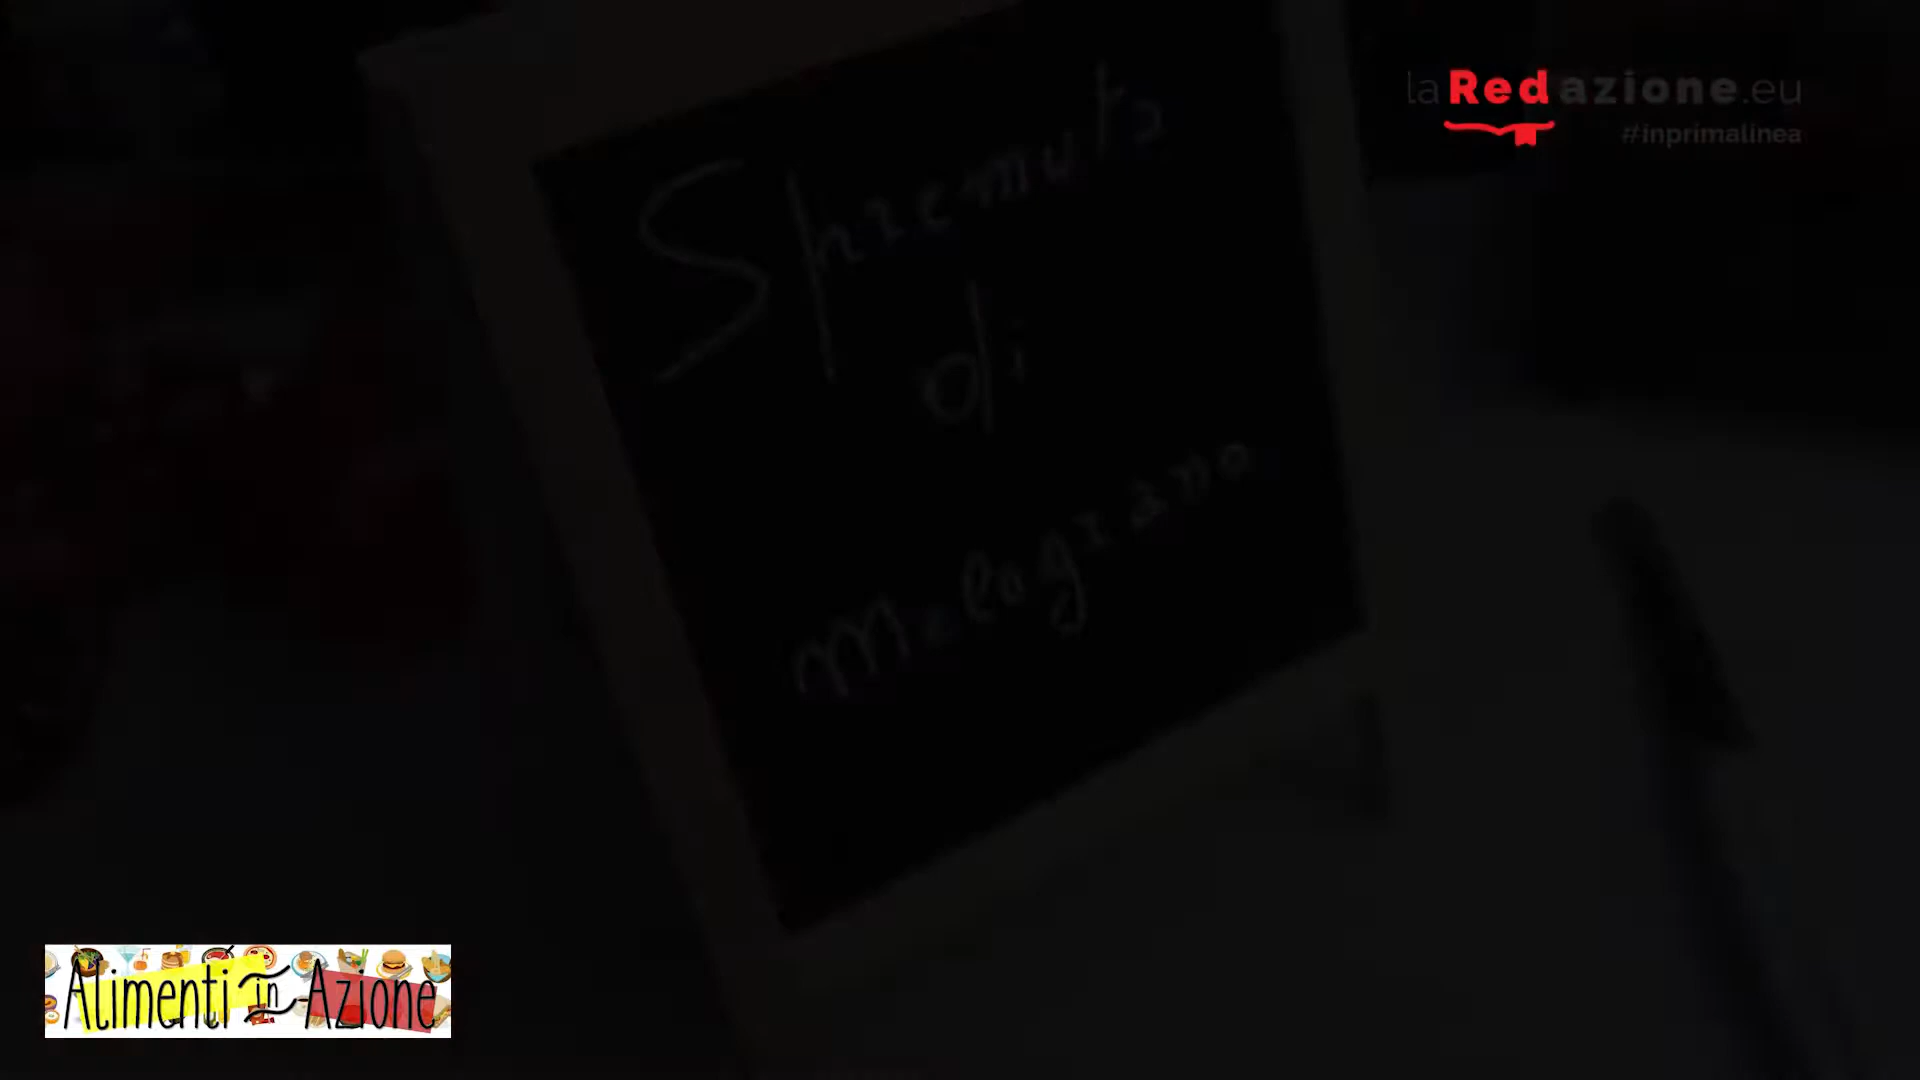 laRedazione.eu
#inprimalinea
Spremuta
di
Melograno
Alimenti in Azione